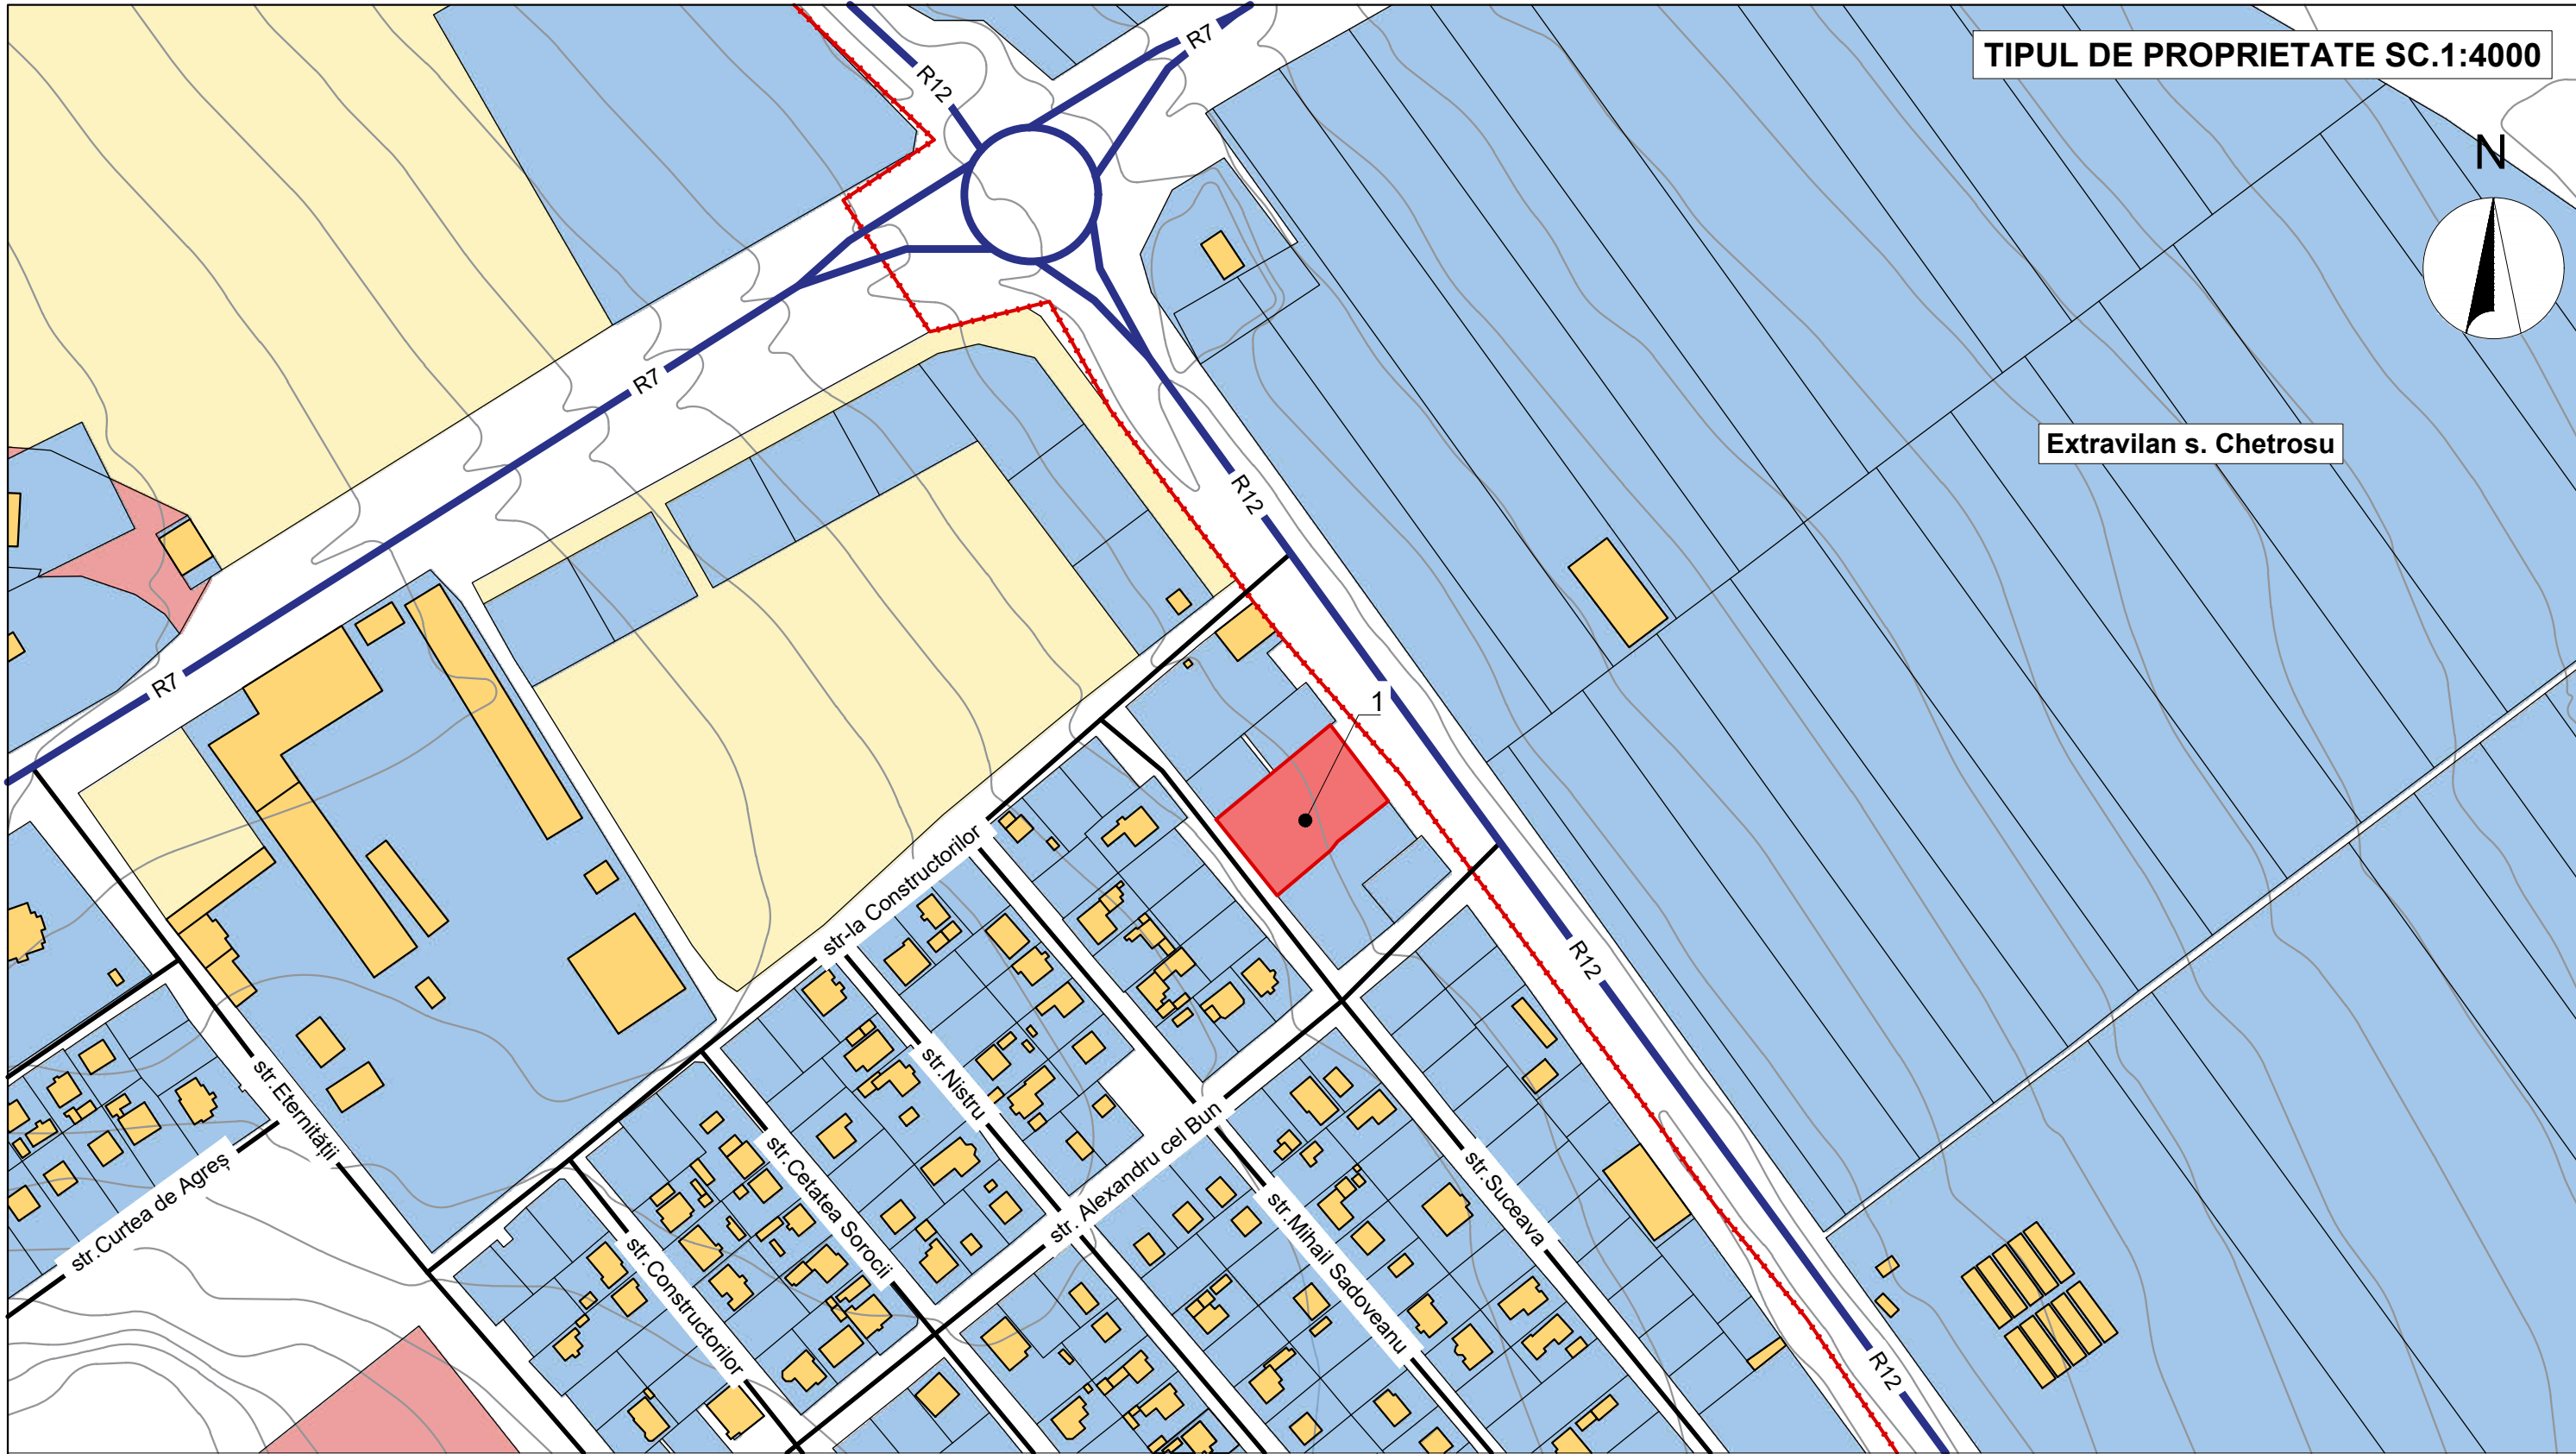 R7
R12
TIPUL DE PROPRIETATE SC.1:4000
N
R7
Extravilan s. Chetrosu
R12
R7
1
str-la Constructorilor
R12
str.Eternității
str.Nistru
str.Curtea de Agreș
str.Cetatea Sorocii
str. Alexandru cel Bun
str.Suceava
str.Mihail Sadoveanu
str.Constructorilor
R12